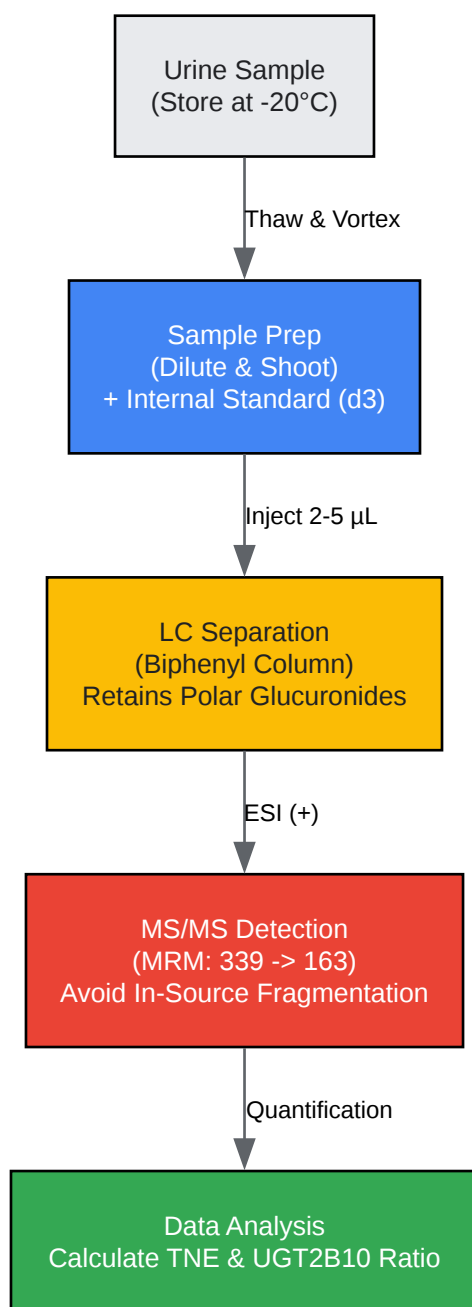 Urine Sample
(Store at -20°C)
Thaw & Vortex
Sample Prep
(Dilute & Shoot)
+ Internal Standard (d3)
Inject 2-5 µL
LC Separation
(Biphenyl Column)
Retains Polar Glucuronides
ESI (+)
MS/MS Detection
(MRM: 339 -> 163)
Avoid In-Source Fragmentation
Quantification
Data Analysis
Calculate TNE & UGT2B10 Ratio